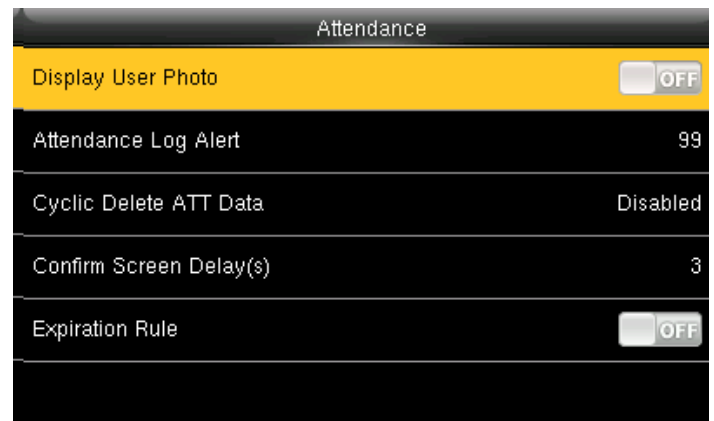 Attendance
Display User Photo OFF
Attendance Log Alert 99
Cyclic Delete ATT Data Disabled
Confirm Screen Delay(s) 3
Expiration Rule OFF